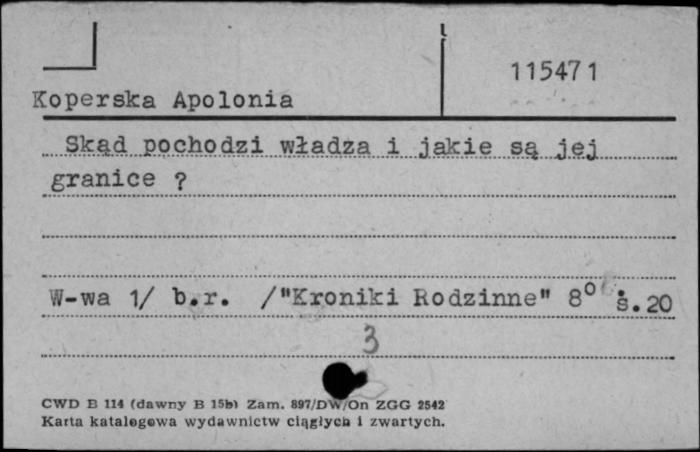 115471
Koperska Apolonia
Skąd pochodzi władza i jakie są jej
granice ?
W-wa 1/ b.r. /"Kroniki Rodzinne" 8° s.20
3
CWD B 114 (dawny B 15b) Zam. 897/DW/On ZGG 2542
Karta katalogowa wydawnictw ciągłych i zwartych.